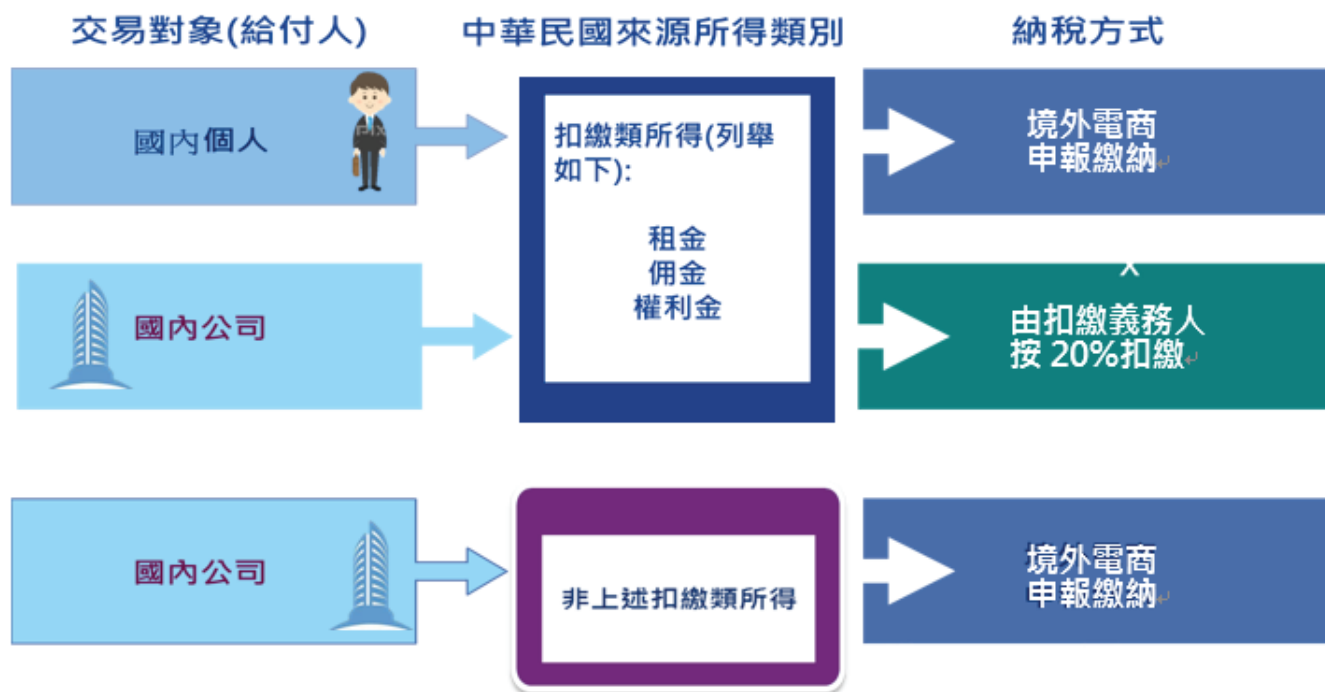 交易對象(給付人)
中華民國來源所得類別
納稅方式
國內個人
扣繳類所得(列舉
如下):
租金
佣金
權利金
境外電商
申報繳納↵
國內公司
由扣繳義務人
按 20%扣繳↵
國內公司
非上述扣繳類所得
境外電商
申報繳納↵